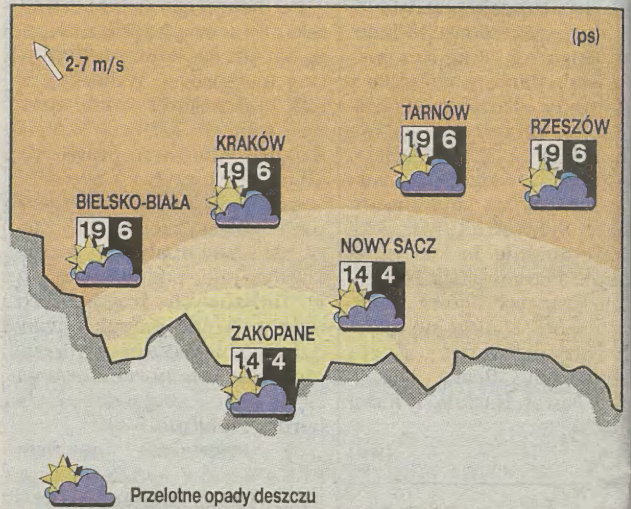 (ps)
2-7 m/s
TARNÓW
19 6
RZESZÓW
19 6
KRAKÓW
19 6
BIELSKO-BIAŁA
19 6
NOWY SĄCZ
14 4
ZAKOPANE
14 4
Przelotne opady deszczu